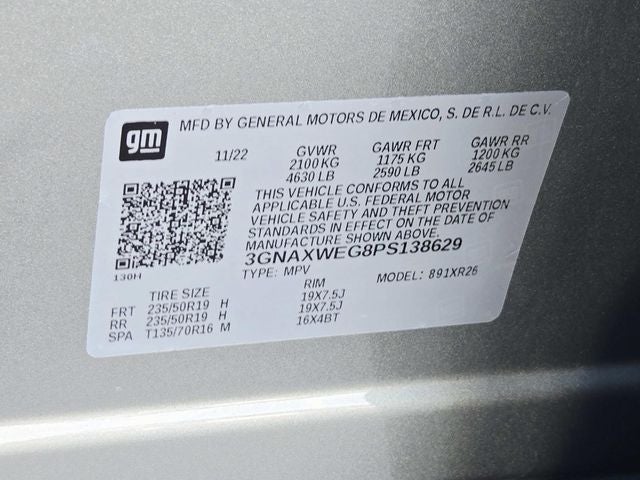 gm
MFD BY GENERAL MOTORS DE MEXICO, S. DE R.L. DE C.V.
11/22 GVWR GAWR FRT GAWR RR
2100 KG 1175 KG 1200 KG
4630 LB 2590 LB 2645 LB
THIS VEHICLE CONFORMS TO ALL
APPLICABLE U.S. FEDERAL MOTOR
VEHICLE SAFETY AND THEFT PREVENTION
STANDARDS IN EFFECT ON THE DATE OF
MANUFACTURE SHOWN ABOVE.
130H
3GNAXWEG8PS138629
TYPE: MPV MODEL: 891XR26
TIRE SIZE RIM
FRT 235/50R19 H 19X7.5J
RR 235/50R19 H 19X7.5J
SPA T135/70R16 M 16X4BT